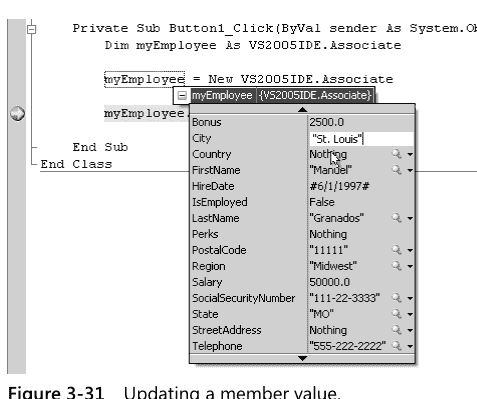 Private Sub Button1_Click(ByVal sender As System.Ob
Dim myEmployee As VS2005IDE.Associate
myEmployee = New VS2005IDE.Associate
myEmployee {VS2005IDE.Associate}
myEmployee.
Bonus 2500.0
City "St. Louis"
Country Nothing
FirstName "Mandel"
HireDate #6/1/1997#
IsEmployed False
LastName "Granados"
Perks Nothing
PostalCode "11111"
Region "Midwest"
Salary 50000.0
SocialSecurityNumber "111-22-3333"
State "MO"
StreetAddress Nothing
Telephone "555-222-2222"
End Sub
End Class
Figure 3-31 Updating a member value.